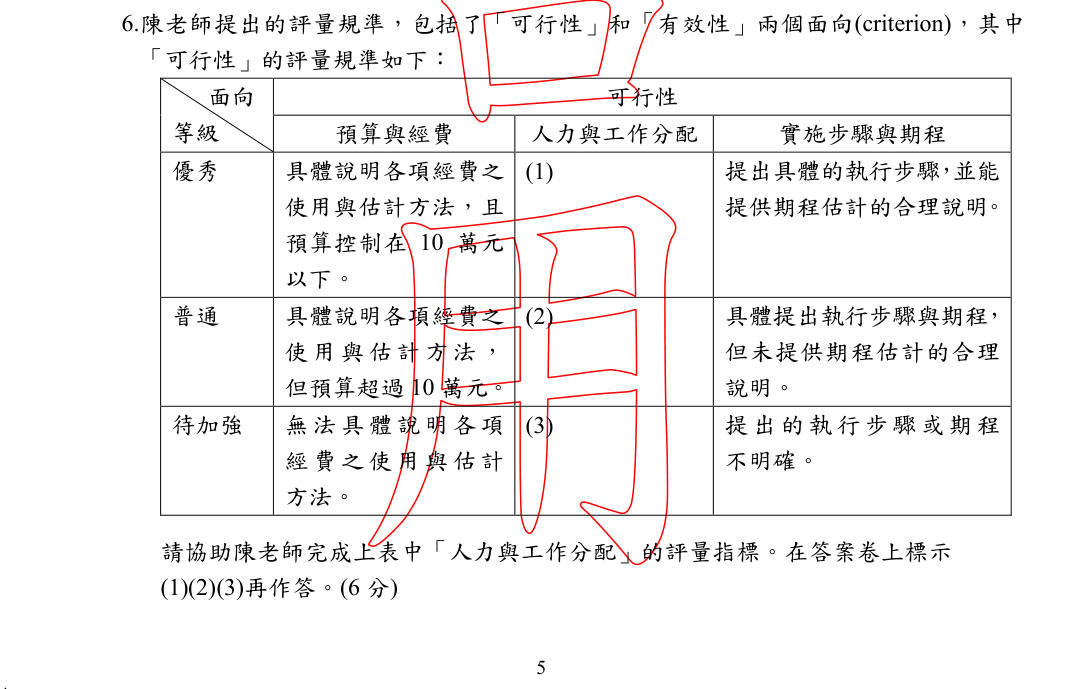 6.陳老師提出的評量規準，包括了「可行性」和「有效性」兩個面向(criterion)，其中
「可行性」的評量規準如下：
面向
可行性
等級
預算與經費
人力與工作分配
實施步驟與期程
優秀
具體說明各項經費之
使用與估計方法，且
預算控制在 10 萬元
以下。
(1)
提出具體的執行步驟，並能
提供期程估計的合理說明。
普通
具體說明各項經費之
使用與估計方法，
但預算超過 10 萬元。
(2)
具體提出執行步驟與期程，
但未提供期程估計的合理
說明。
待加強
無法具體說明各項
經費之使用與估計
方法。
(3)
提出的執行步驟或期程
不明確。
請協助陳老師完成上表中「人力與工作分配」的評量指標。在答案卷上標示
(1)(2)(3)再作答。(6 分)
5